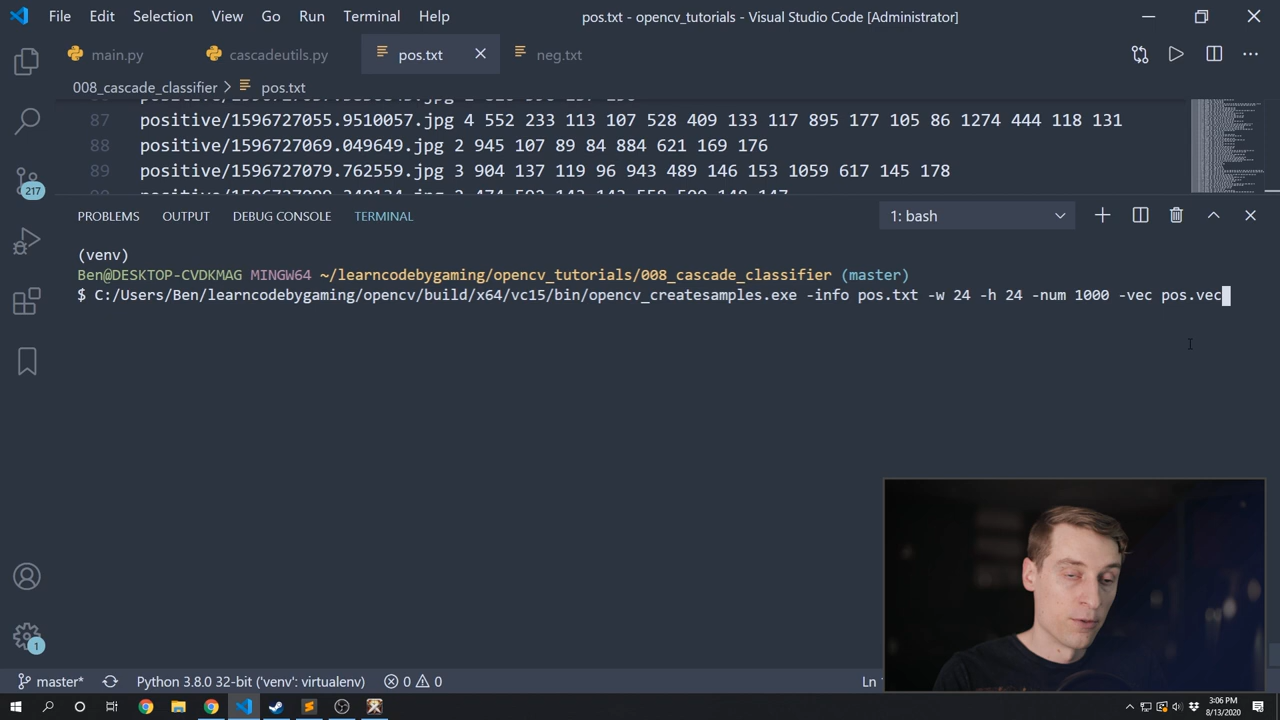 File Edit Selection View Go Run Terminal Help pos.txt - opencv_tutorials - Visual Studio Code [Administrator]
main.py cascadeutils.py pos.txt neg.txt
008_cascade_classifier > pos.txt
87 positive/1596727055.9510057.jpg 4 552 233 113 107 528 409 133 117 895 177 105 86 1274 444 118 131
88 positive/1596727069.049649.jpg 2 945 107 89 84 884 621 169 176
89 positive/1596727079.762559.jpg 3 904 137 119 96 943 489 146 153 1059 617 145 178
217
PROBLEMS OUTPUT DEBUG CONSOLE TERMINAL 1: bash
(venv)
Ben@DESKTOP-CVDKMAG MINGW64 ~/learncodebygaming/opencv_tutorials/008_cascade_classifier (master)
$ C:/Users/Ben/learncodebygaming/opencv/build/x64/vc15/bin/opencv_createsamples.exe -info pos.txt -w 24 -h 24 -num 1000 -vec pos.vec
1
master* Python 3.8.0 32-bit ('venv': virtualenv) 0 0 Ln
3:06 PM
8/13/2020